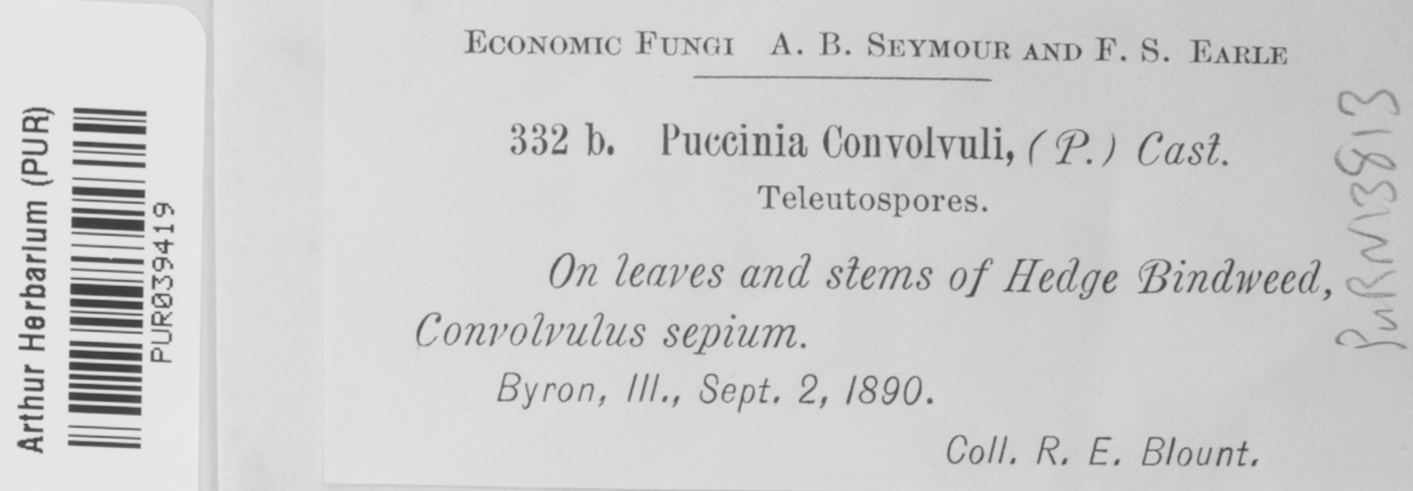 Arthur Herbarium (PUR)
PUR039419
ECONOMIC FUNGI A. B. SEYMOUR AND F. S. EARLE
332 b. Puccinia Convolvuli, (P.) Cast.
Teleutospores.
On leaves and stems of Hedge Bindweed,
Convolvulus sepium.
Byron, Ill., Sept. 2, 1890.
Coll. R. E. Blount.
PURN13813